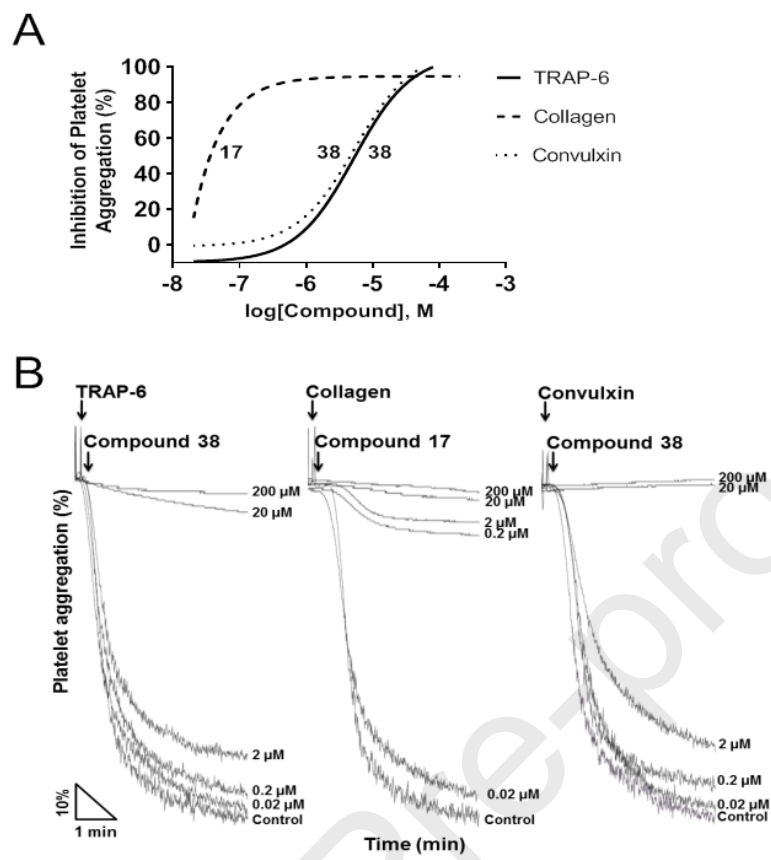 A
Inhibition of Platelet
Aggregation (%)
100
80
60
40
20
0
-8
-7
-6
-5
-4
-3
log[Compound], M
17
38
38
TRAP-6
Collagen
Convulxin
B
TRAP-6
Compound 38
200 µM
20 µM
2 µM
0.2 µM
0.02 µM
Control
Collagen
Compound 17
200 µM
20 µM
2 µM
0.2 µM
0.02 µM
Control
Convulxin
Compound 38
200 µM
20 µM
2 µM
0.2 µM
0.02 µM
Control
Platelet aggregation (%)
10%
1 min
Time (min)
Pre-pro